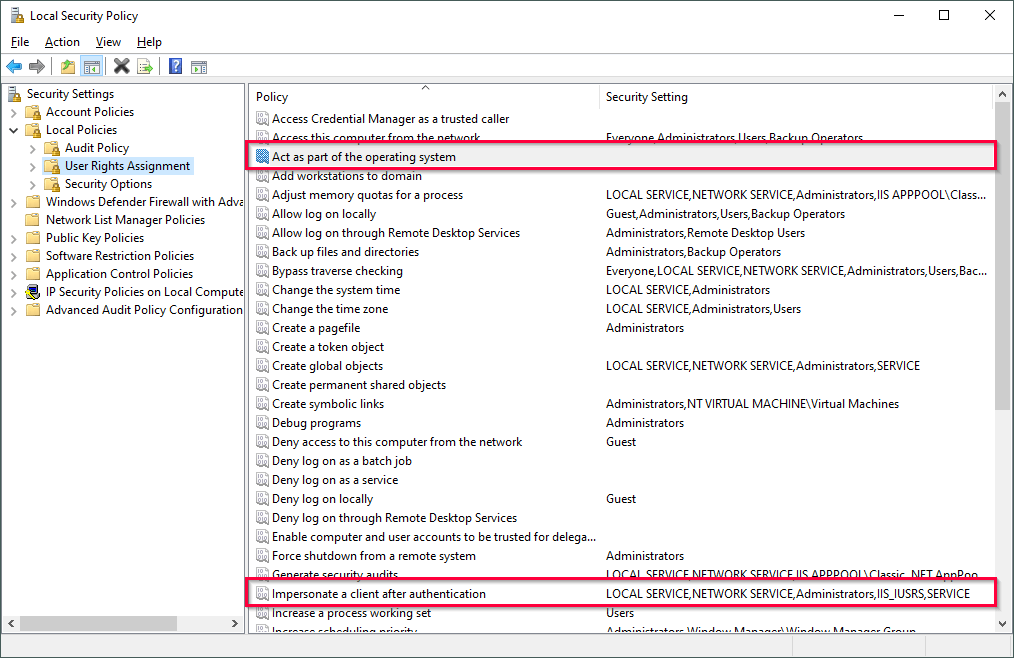 Local Security Policy
File Action View Help
Security Settings
Account Policies
Local Policies
Audit Policy
User Rights Assignment
Security Options
Windows Defender Firewall with Adva
Network List Manager Policies
Public Key Policies
Software Restriction Policies
Application Control Policies
IP Security Policies on Local Compute
Advanced Audit Policy Configuration
Policy Security Setting
Access Credential Manager as a trusted caller
Access this computer from the network Everyone,Administrators,Users,Backup Operators
Act as part of the operating system
Add workstations to domain
Adjust memory quotas for a process LOCAL SERVICE,NETWORK SERVICE,Administrators,IIS APPPOOL\Class...
Allow log on locally Guest,Administrators,Users,Backup Operators
Allow log on through Remote Desktop Services Administrators,Remote Desktop Users
Back up files and directories Administrators,Backup Operators
Bypass traverse checking Everyone,LOCAL SERVICE,NETWORK SERVICE,Administrators,Users,Bac...
Change the system time LOCAL SERVICE,Administrators
Change the time zone LOCAL SERVICE,Administrators,Users
Create a pagefile Administrators
Create a token object
Create global objects LOCAL SERVICE,NETWORK SERVICE,Administrators,SERVICE
Create permanent shared objects
Create symbolic links Administrators,NT VIRTUAL MACHINE\Virtual Machines
Debug programs Administrators
Deny access to this computer from the network Guest
Deny log on as a batch job
Deny log on as a service
Deny log on locally Guest
Deny log on through Remote Desktop Services
Enable computer and user accounts to be trusted for delega...
Force shutdown from a remote system Administrators
Generate security audits LOCAL SERVICE,NETWORK SERVICE,IIS APPPOOL\Classic .NET AppPoo
Impersonate a client after authentication LOCAL SERVICE,NETWORK SERVICE,Administrators,IIS_IUSRS,SERVICE
Increase a process working set Users
Increase scheduling priority Administrators,Window Manager\Window Manager Group